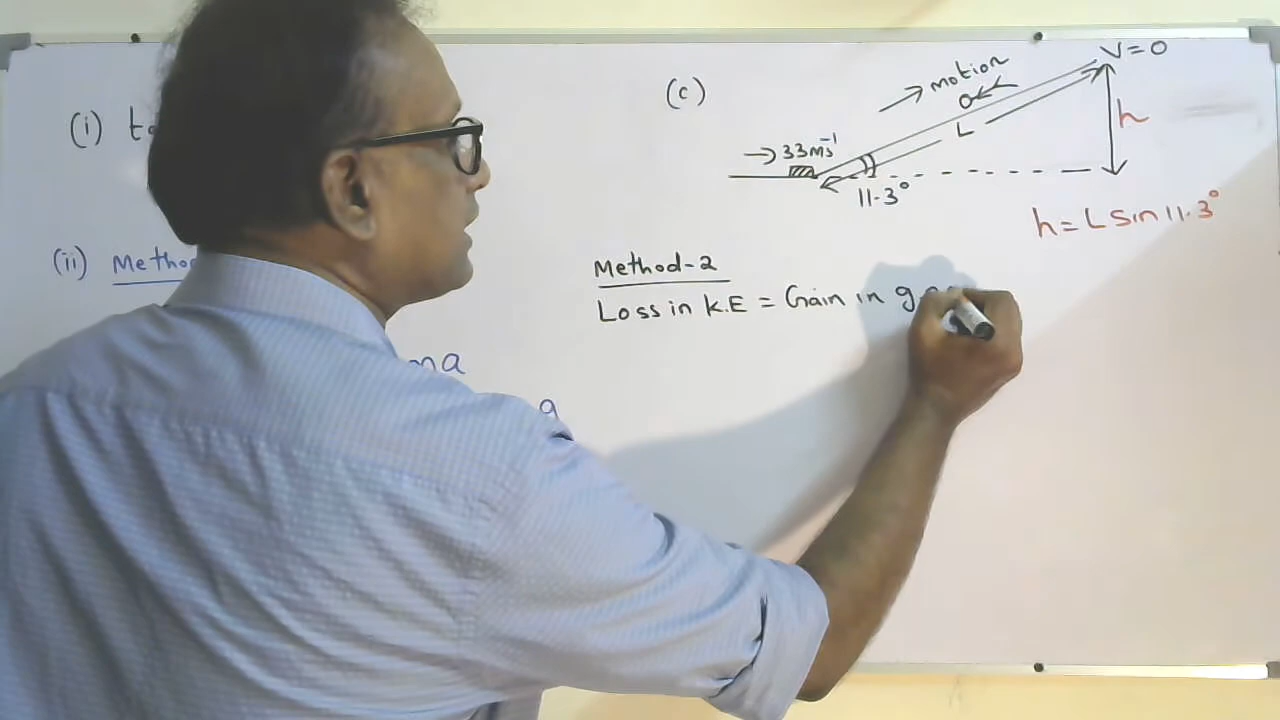 (i)
(ii)
ma
a
(c)
V=0
→ motion
a
L
h
→ 33ms⁻¹
11.3°
h = L sin 11.3°
Method-2
Loss in K.E = Gain in g.